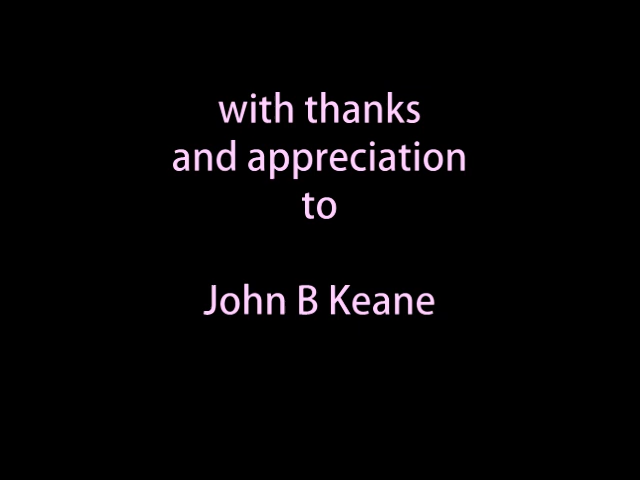 with thanks
and appreciation
to
John B Keane